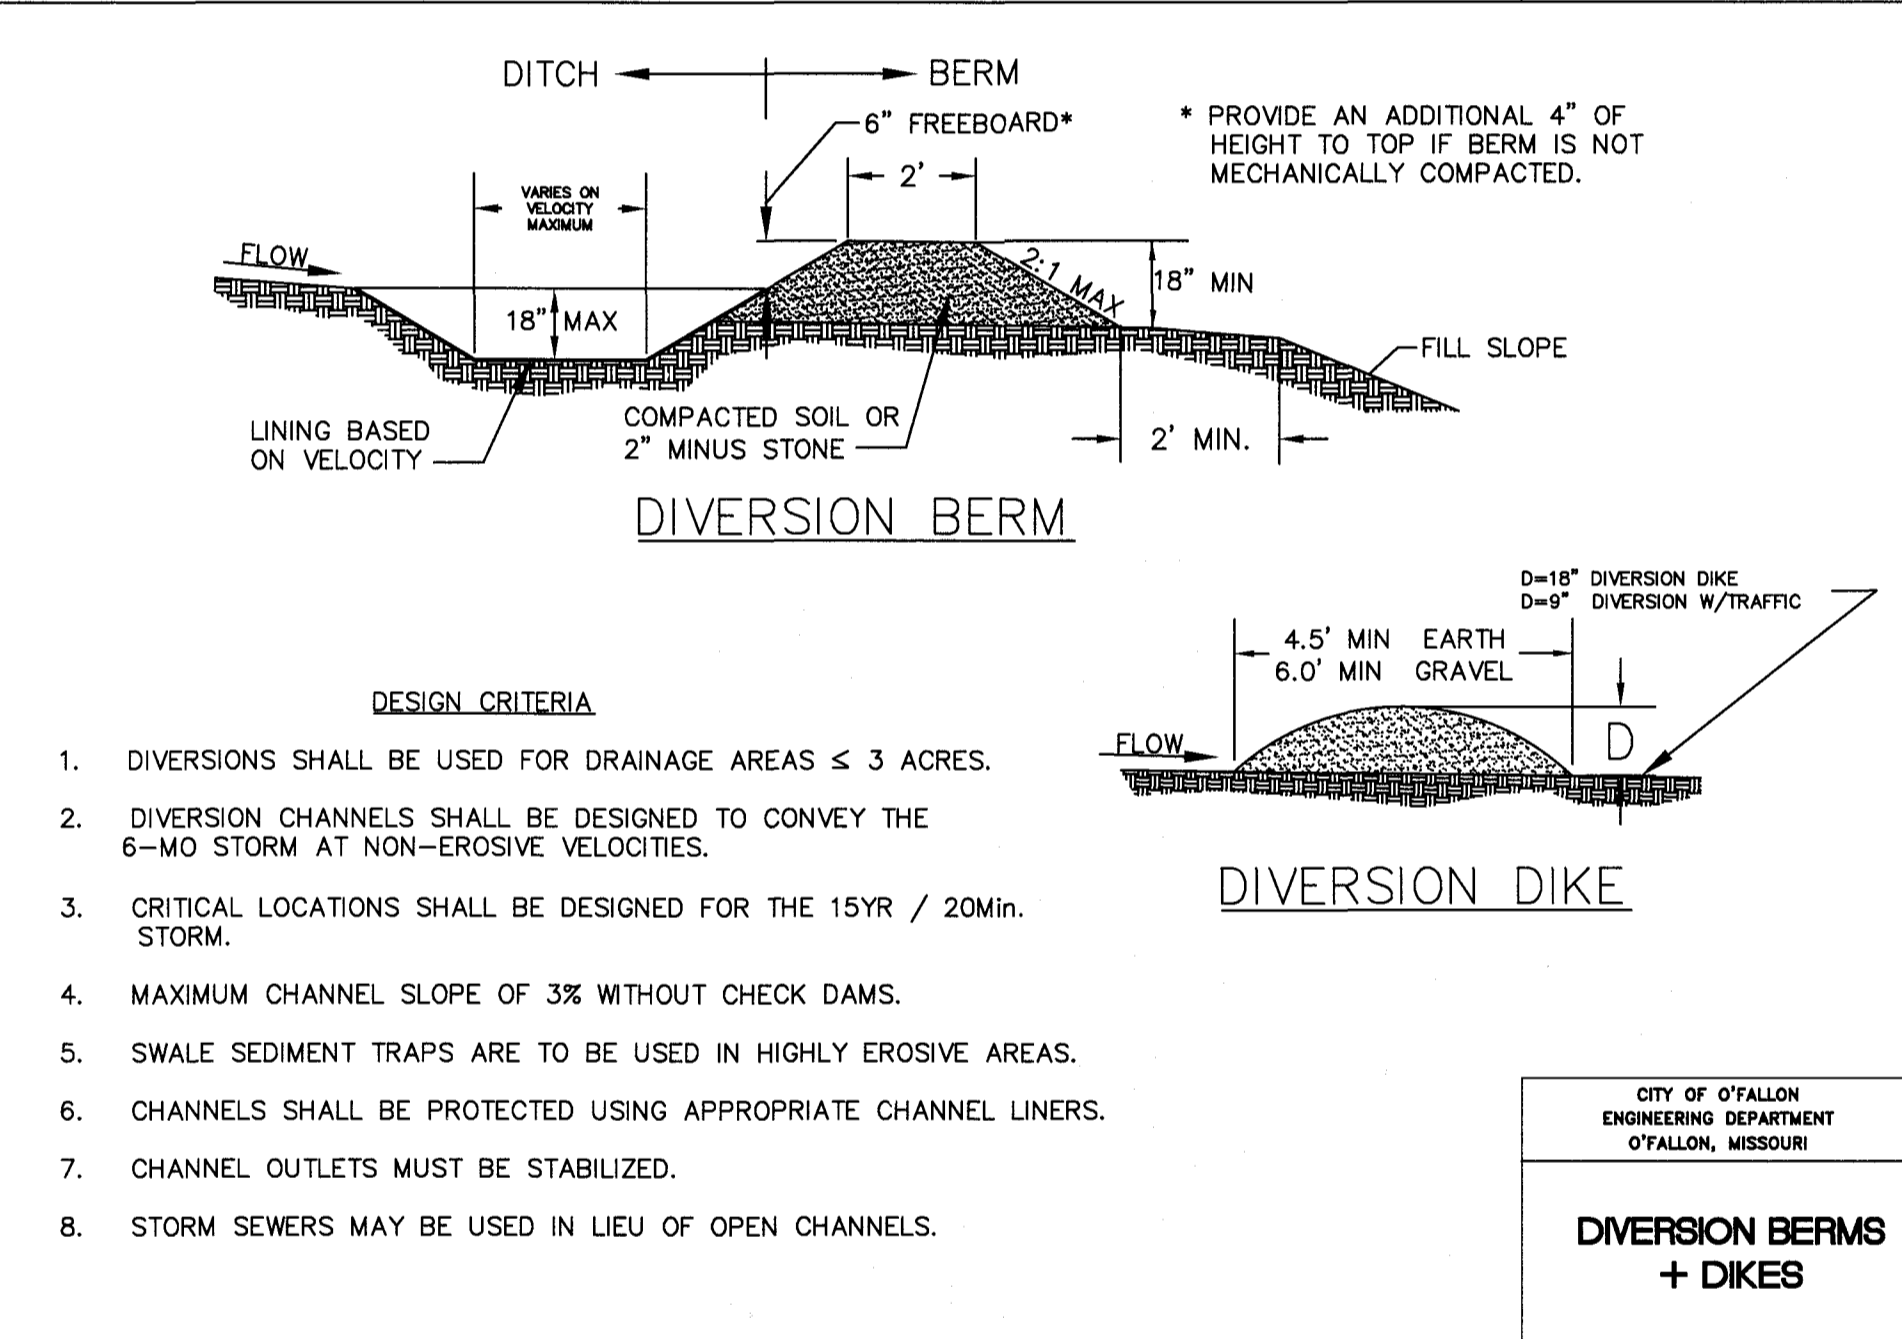 DITCH BERM
6" FREEBOARD*
* PROVIDE AN ADDITIONAL 4" OF
HEIGHT TO TOP IF BERM IS NOT
MECHANICALLY COMPACTED.
2'
VARIES ON
VELOCITY
MAXIMUM
FLOW
2:1 MAX
18" MIN
18" MAX
FILL SLOPE
COMPACTED SOIL OR
2" MINUS STONE
LINING BASED
ON VELOCITY
2' MIN.
DIVERSION BERM
D=18" DIVERSION DIKE
D=9" DIVERSION W/TRAFFIC
4.5' MIN EARTH
6.0' MIN GRAVEL
FLOW
D
DIVERSION DIKE
DESIGN CRITERIA
1. DIVERSIONS SHALL BE USED FOR DRAINAGE AREAS ≤ 3 ACRES.
2. DIVERSION CHANNELS SHALL BE DESIGNED TO CONVEY THE
6-MO STORM AT NON-EROSIVE VELOCITIES.
3. CRITICAL LOCATIONS SHALL BE DESIGNED FOR THE 15YR / 20Min.
STORM.
4. MAXIMUM CHANNEL SLOPE OF 3% WITHOUT CHECK DAMS.
5. SWALE SEDIMENT TRAPS ARE TO BE USED IN HIGHLY EROSIVE AREAS.
6. CHANNELS SHALL BE PROTECTED USING APPROPRIATE CHANNEL LINERS.
7. CHANNEL OUTLETS MUST BE STABILIZED.
8. STORM SEWERS MAY BE USED IN LIEU OF OPEN CHANNELS.
CITY OF O'FALLON
ENGINEERING DEPARTMENT
O'FALLON, MISSOURI
DIVERSION BERMS
+ DIKES